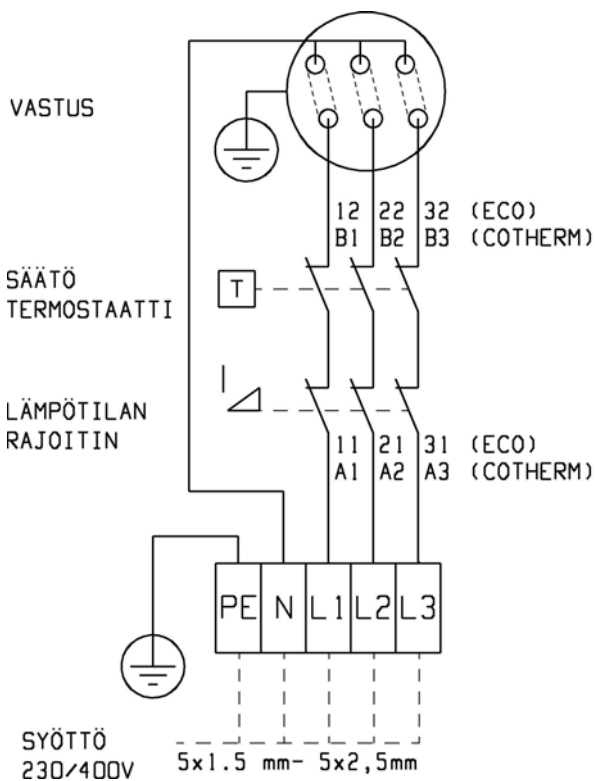 VASTUS
12 22 32 (ECO)
B1 B2 B3 (COTHERM)
SÄÄTÖ
TERMOSTAATTI
T
LÄMPÖTILAN
RAJOITIN
11 21 31 (ECO)
A1 A2 A3 (COTHERM)
PE N L1 L2 L3
SYÖTTÖ
230/400V
5x1.5 mm- 5x2,5mm